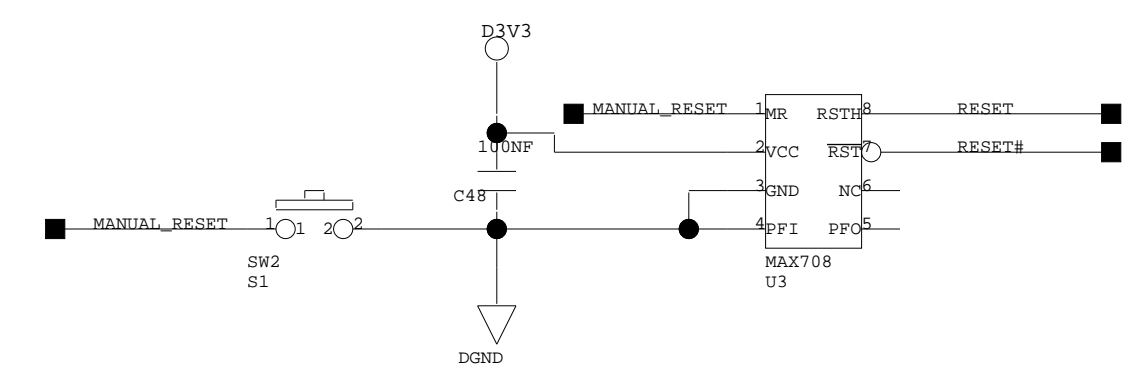 D3V3
MANUAL_RESET 1 MR RSTH 8 RESET
100NF 2 VCC RST 7 RESET#
C48 3 GND NC 6
MANUAL_RESET 1 1 2 2 4 PFI PFO 5
SW2 MAX708
S1 U3
DGND